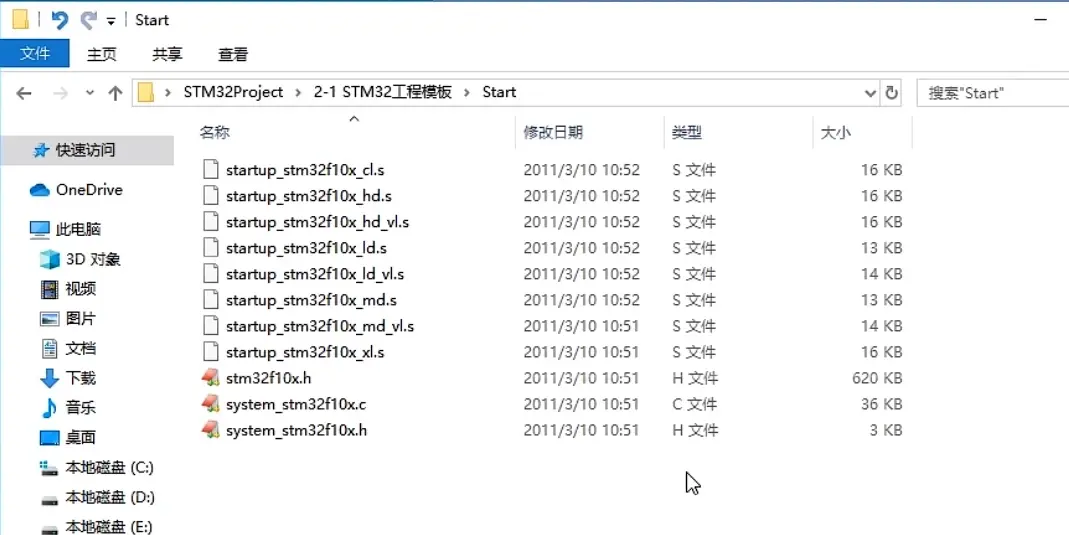 Start
文件 主页 共享 查看
STM32Project 2-1 STM32工程模板 Start 搜索"Start"
名称 修改日期 类型 大小
快速访问
OneDrive
此电脑
3D 对象
视频
图片
文档
下载
音乐
桌面
本地磁盘 (C:)
本地磁盘 (D:)
本地磁盘 (E:)
startup_stm32f10x_cl.s 2011/3/10 10:52 S 文件 16 KB
startup_stm32f10x_hd.s 2011/3/10 10:52 S 文件 16 KB
startup_stm32f10x_hd_vl.s 2011/3/10 10:52 S 文件 16 KB
startup_stm32f10x_ld.s 2011/3/10 10:52 S 文件 13 KB
startup_stm32f10x_ld_vl.s 2011/3/10 10:52 S 文件 14 KB
startup_stm32f10x_md.s 2011/3/10 10:52 S 文件 13 KB
startup_stm32f10x_md_vl.s 2011/3/10 10:51 S 文件 14 KB
startup_stm32f10x_xl.s 2011/3/10 10:51 S 文件 16 KB
stm32f10x.h 2011/3/10 10:51 H 文件 620 KB
system_stm32f10x.c 2011/3/10 10:51 C 文件 36 KB
system_stm32f10x.h 2011/3/10 10:51 H 文件 3 KB